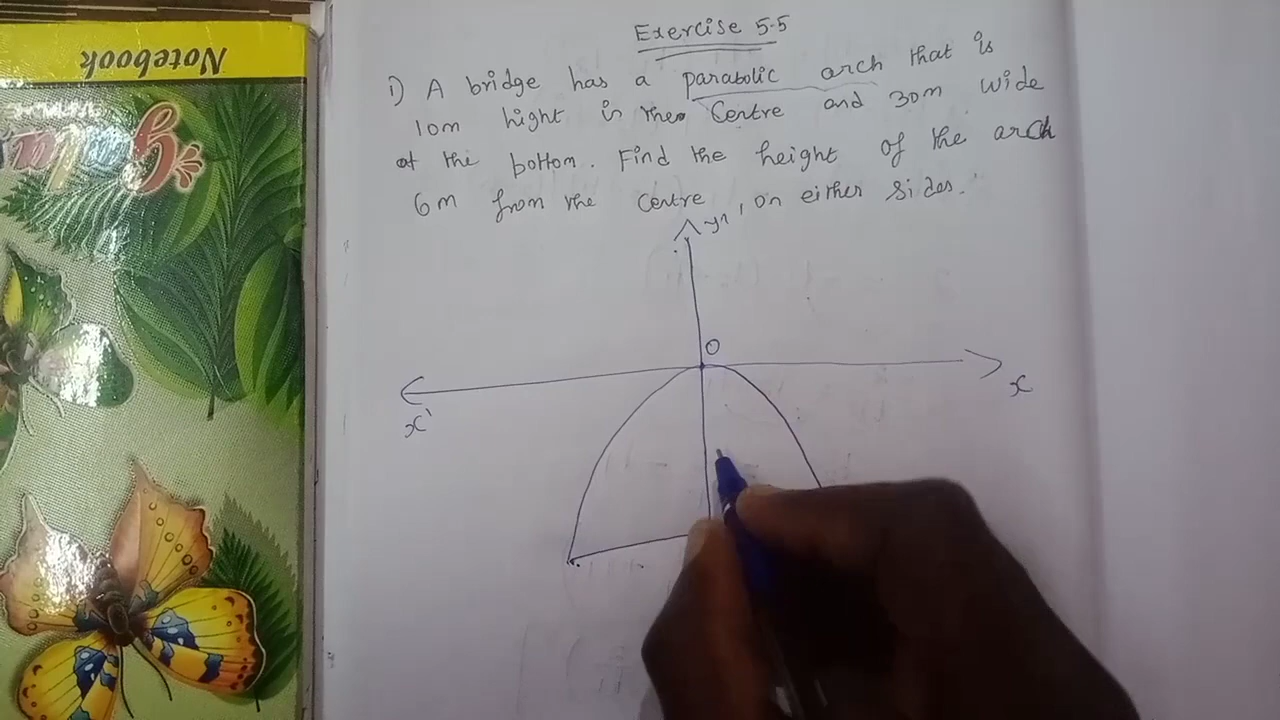 Notebook
Exercise 5.5
1) A bridge has a parabolic arch that is
10m hight in the Centre and 30m wide
at the bottom. Find the height of the arch
6m from the centre, on either sides.
y
O
x'
x